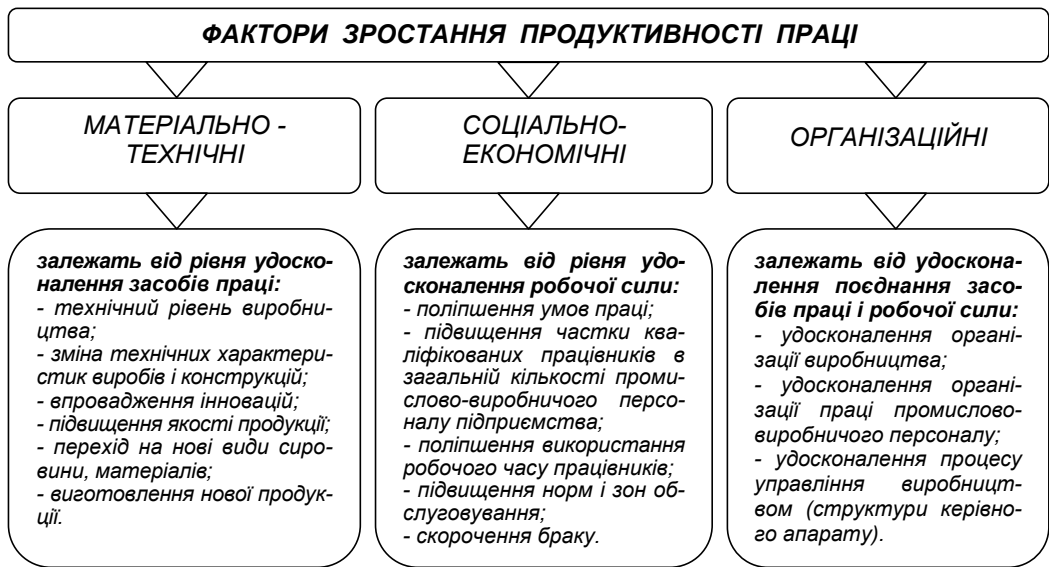 ФАКТОРИ ЗРОСТАННЯ ПРОДУКТИВНОСТІ ПРАЦІ
МАТЕРІАЛЬНО -
ТЕХНІЧНІ
залежать від рівня удоско-
налення засобів праці:
- технічний рівень виробни-
цтва;
- зміна технічних характери-
стик виробів і конструкцій;
- впровадження інновацій;
- підвищення якості продукції;
- перехід на нові види сиро-
вини, матеріалів;
- виготовлення нової продук-
ції.
СОЦІАЛЬНО-
ЕКОНОМІЧНІ
залежать від рівня удо-
сконалення робочої сили:
- поліпшення умов праці;
- підвищення частки ква-
ліфікованих працівників в
загальній кількості проми-
слово-виробничого персо-
налу підприємства;
- поліпшення використання
робочого часу працівників;
- підвищення норм і зон об-
слуговування;
- скорочення браку.
ОРГАНІЗАЦІЙНІ
залежать від удоскона-
лення поєднання засо-
бів праці і робочої сили:
- удосконалення органі-
зації виробництва;
- удосконалення органі-
зації праці промислово-
виробничого персоналу;
- удосконалення процесу
управління виробницт-
вом (структури керівно-
го апарату).